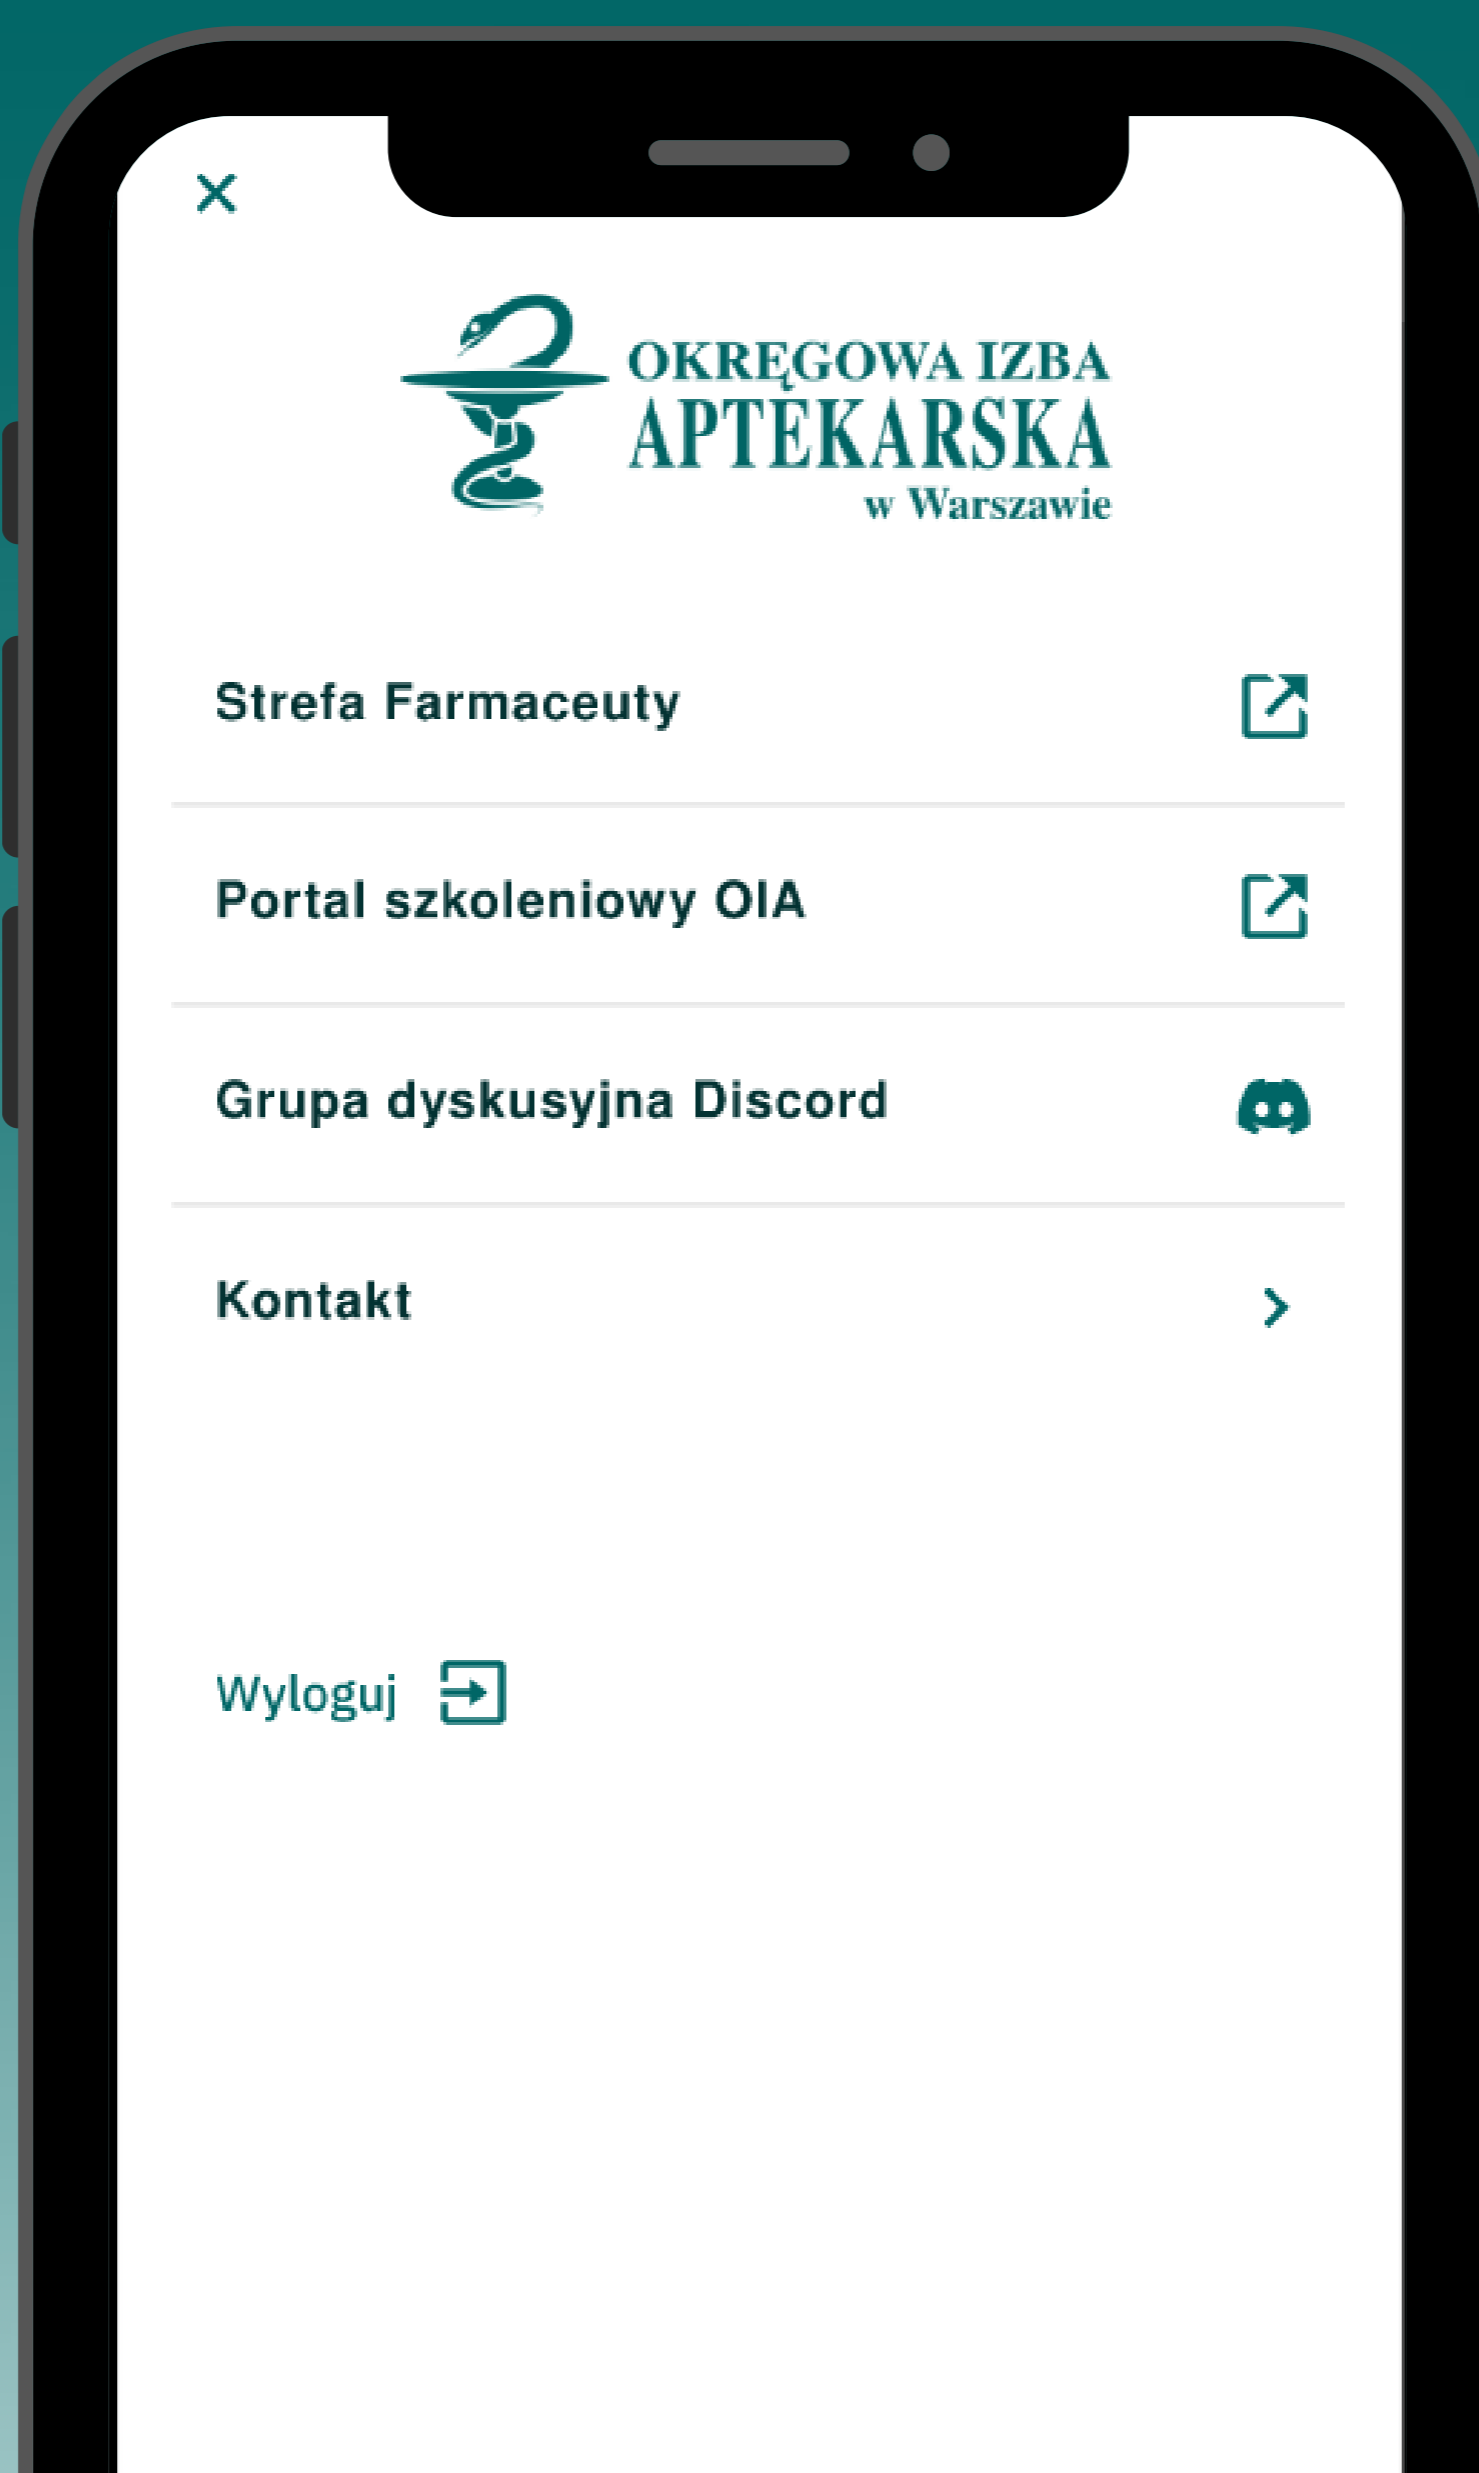 OKRĘGOWA IZBA
APTEKARSKA
w Warszawie
Strefa Farmaceuty
Portal szkoleniowy OIA
Grupa dyskusyjna Discord
Kontakt
Wyloguj